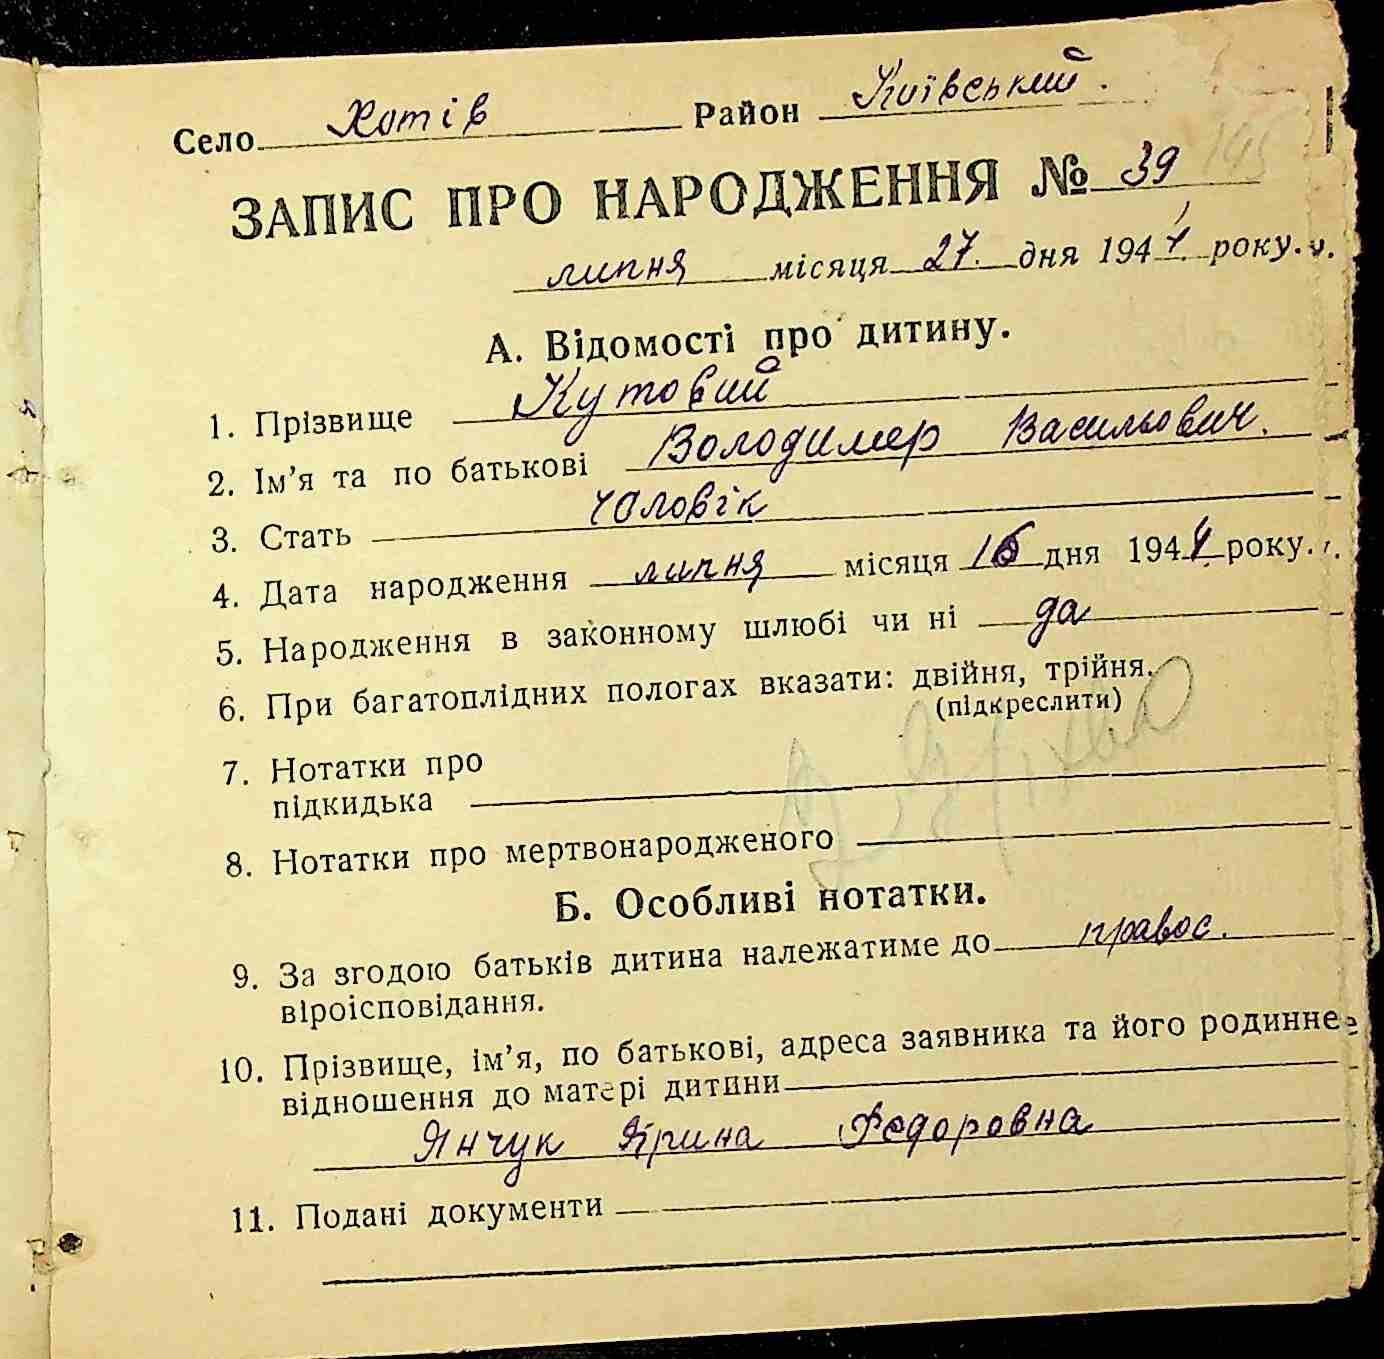 Село Хотів Район Київський.
ЗАПИС ПРО НАРОДЖЕННЯ № 39
липня місяця 27. дня 194 року.
А. Відомості про дитину.
1. Прізвище Кутовий
2. Ім'я та по батькові Володимер Васильович.
3. Стать Чоловік
4. Дата народження липня місяця 16 дня 194 року.
5. Народження в законному шлюбі чи ні да
6. При багатоплідних пологах вказати: двійня, трійня.
(підкреслити)
7. Нотатки про
підкидька
8. Нотатки про мертвонародженого
Б. Особливі нотатки.
9. За згодою батьків дитина належатиме до правос.
віроісповідання.
10. Прізвище, ім'я, по батькові, адреса заявника та його родинне
відношення до матері дитини
Янчук Ярина Федоровна
11. Подані документи